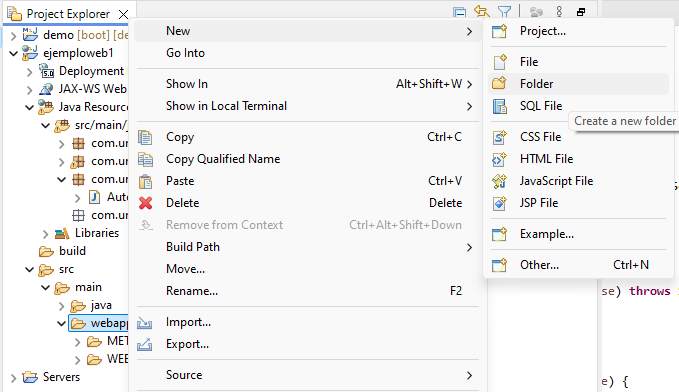 Project Explorer
demo [boot] [de
ejemploweb1
Deployment
JAX-WS Web
Java Resource
src/main/
com.ur
com.ur
com.ur
Auto
com.ur
Libraries
build
src
main
java
webapp
MET
WEE
Servers
New
Go Into
Show In Alt+Shift+W
Show in Local Terminal
Copy Ctrl+C
Copy Qualified Name
Paste Ctrl+V
Delete Delete
Remove from Context Ctrl+Alt+Shift+Down
Build Path
Move...
Rename... F2
Import...
Export...
Source
Project...
File
Folder
SQL File
Create a new folder
CSS File
HTML File
JavaScript File
JSP File
Example...
Other... Ctrl+N
se) throws
e) {